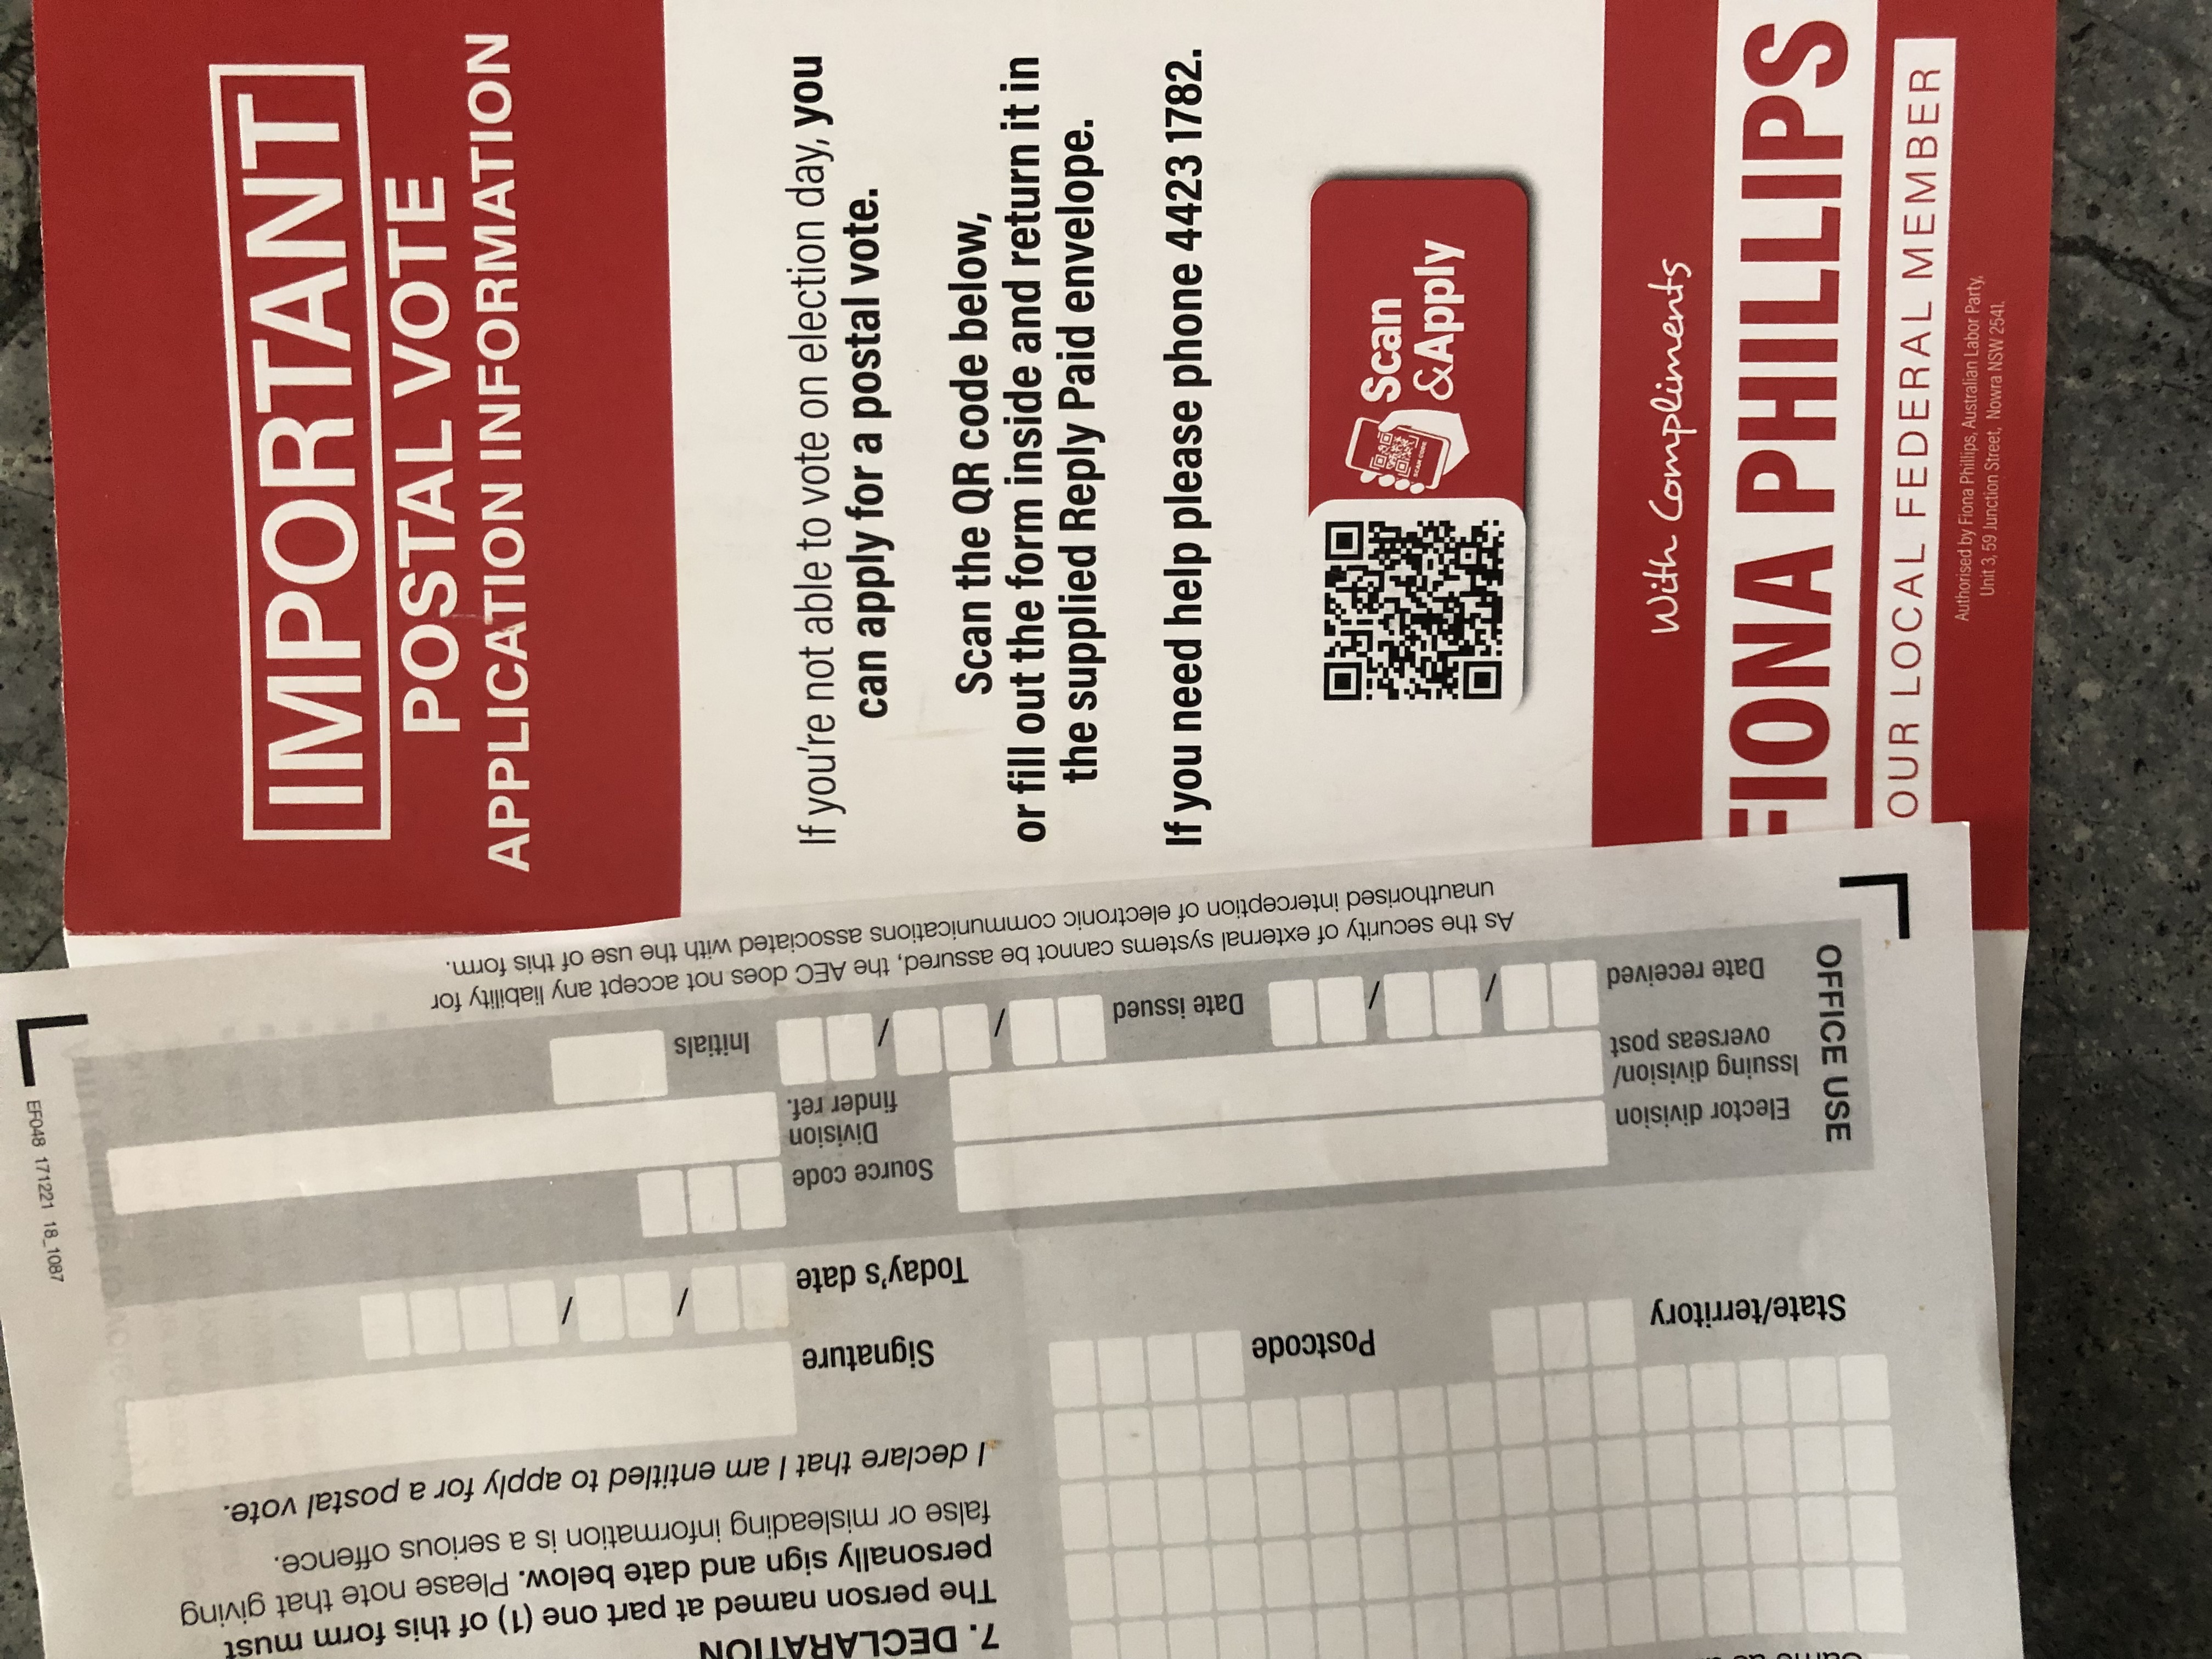 EF048 171221 18_1087
7. DECLARATION
The person named at part one (1) of this form must
personally sign and date below. Please note that giving
false or misleading information is a serious offence.
I declare that I am entitled to apply for a postal vote.
Signature
Today's date
/ /
State/territory
Postcode
OFFICE USE
Elector division
Issuing division/
overseas post
Date received
/ /
Date issued
/ /
Source code
Division
finder ref.
Initials
As the security of external systems cannot be assured, the AEC does not accept any liability for
unauthorised interception of electronic communications associated with the use of this form.
IMPORTANT
POSTAL VOTE
APPLICATION INFORMATION
If you're not able to vote on election day, you
can apply for a postal vote.
Scan the QR code below,
or fill out the form inside and return it in
the supplied Reply Paid envelope.
If you need help please phone 4423 1782.
SCAN CODE
Scan
&Apply
With Compliments
FIONA PHILLIPS
OUR LOCAL FEDERAL MEMBER
Authorised by Fiona Phillips, Australian Labor Party,
Unit 3, 59 Junction Street, Nowra NSW 2541.